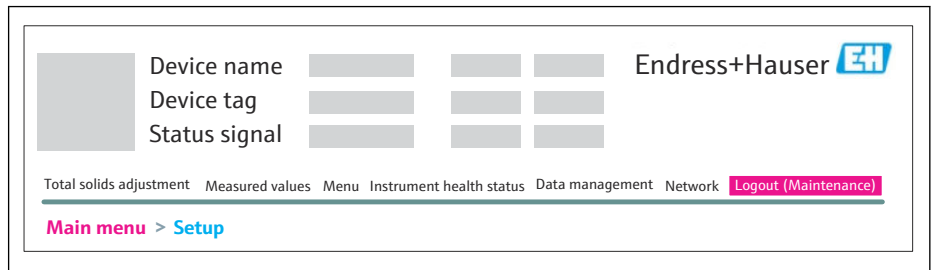 Device name
Endress+Hauser EH
Device tag
Status signal
Total solids adjustment Measured values Menu Instrument health status Data management Network Logout (Maintenance)
Main menu > Setup